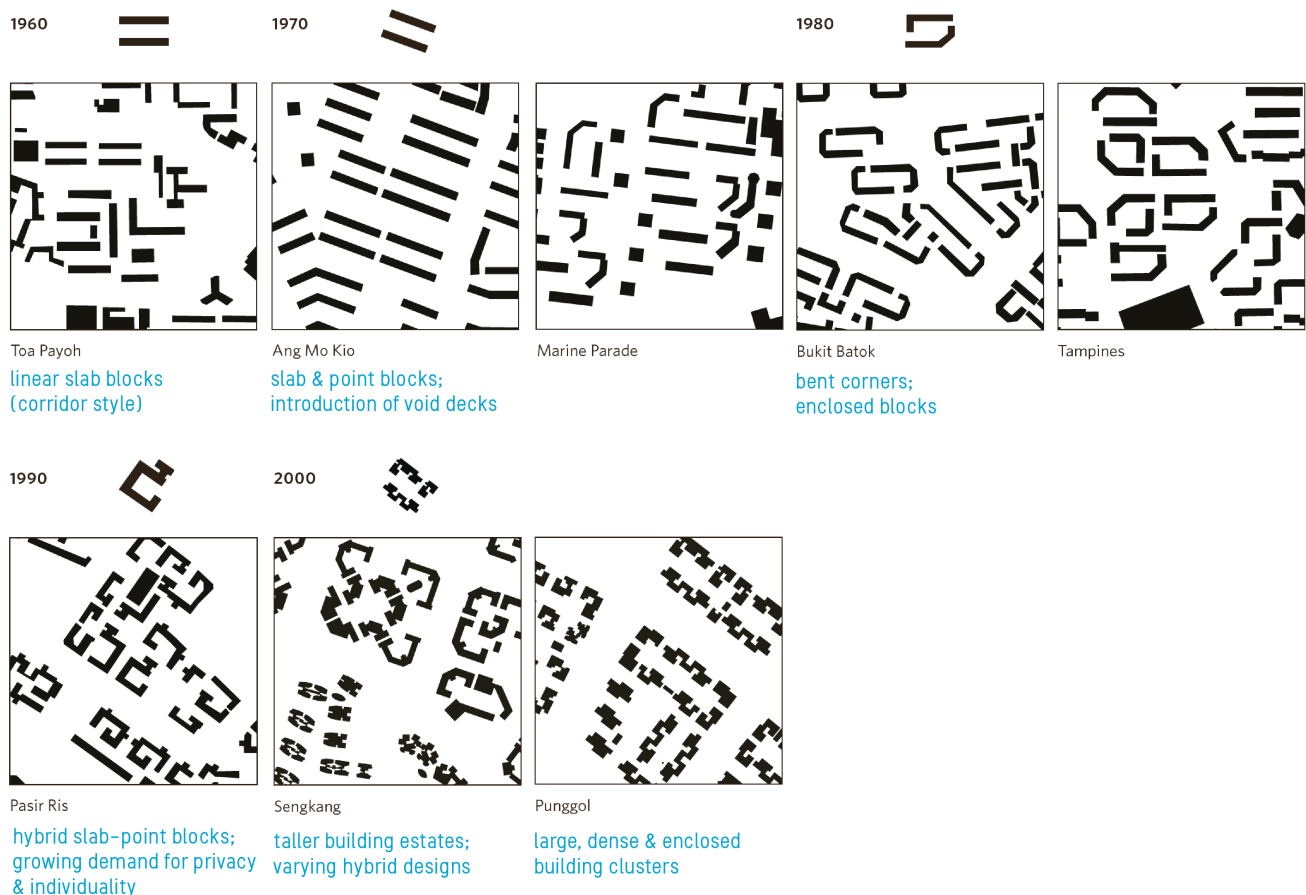 1960
1970
1980
Toa Payoh
Ang Mo Kio
Marine Parade
Bukit Batok
Tampines
linear slab blocks
(corridor style)
slab & point blocks;
introduction of void decks
bent corners;
enclosed blocks
1990
2000
Pasir Ris
Sengkang
Punggol
hybrid slab-point blocks;
growing demand for privacy
& individuality
taller building estates;
varying hybrid designs
large, dense & enclosed
building clusters